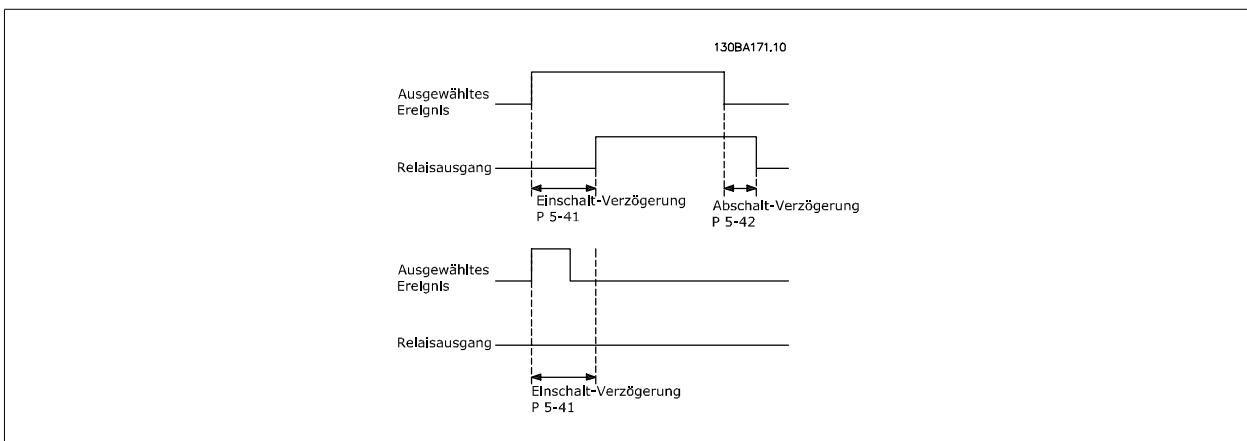 130BA171.10
Ausgewähltes
Ereignis
Relaisausgang
Einschalt-Verzögerung
P 5-41
Abschalt-Verzögerung
P 5-42
Ausgewähltes
Ereignis
Relaisausgang
Einschalt-Verzögerung
P 5-41